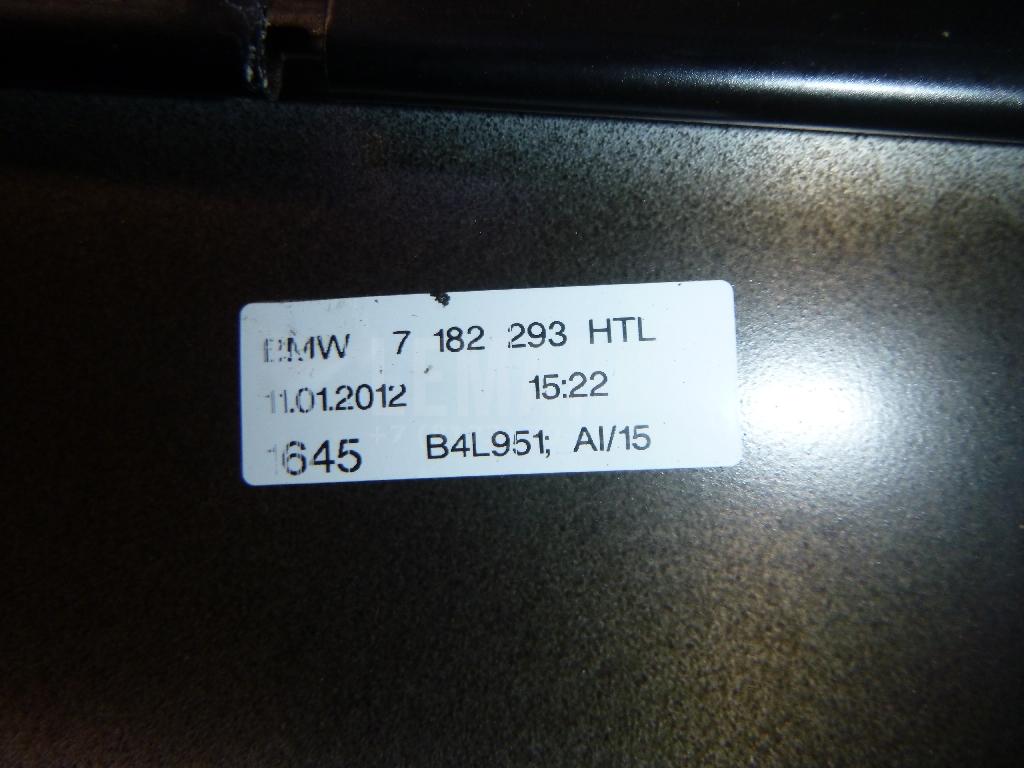 BMW 7 182 293 HTL
11.01.2012 15:22
1645 B4L951; AI/15